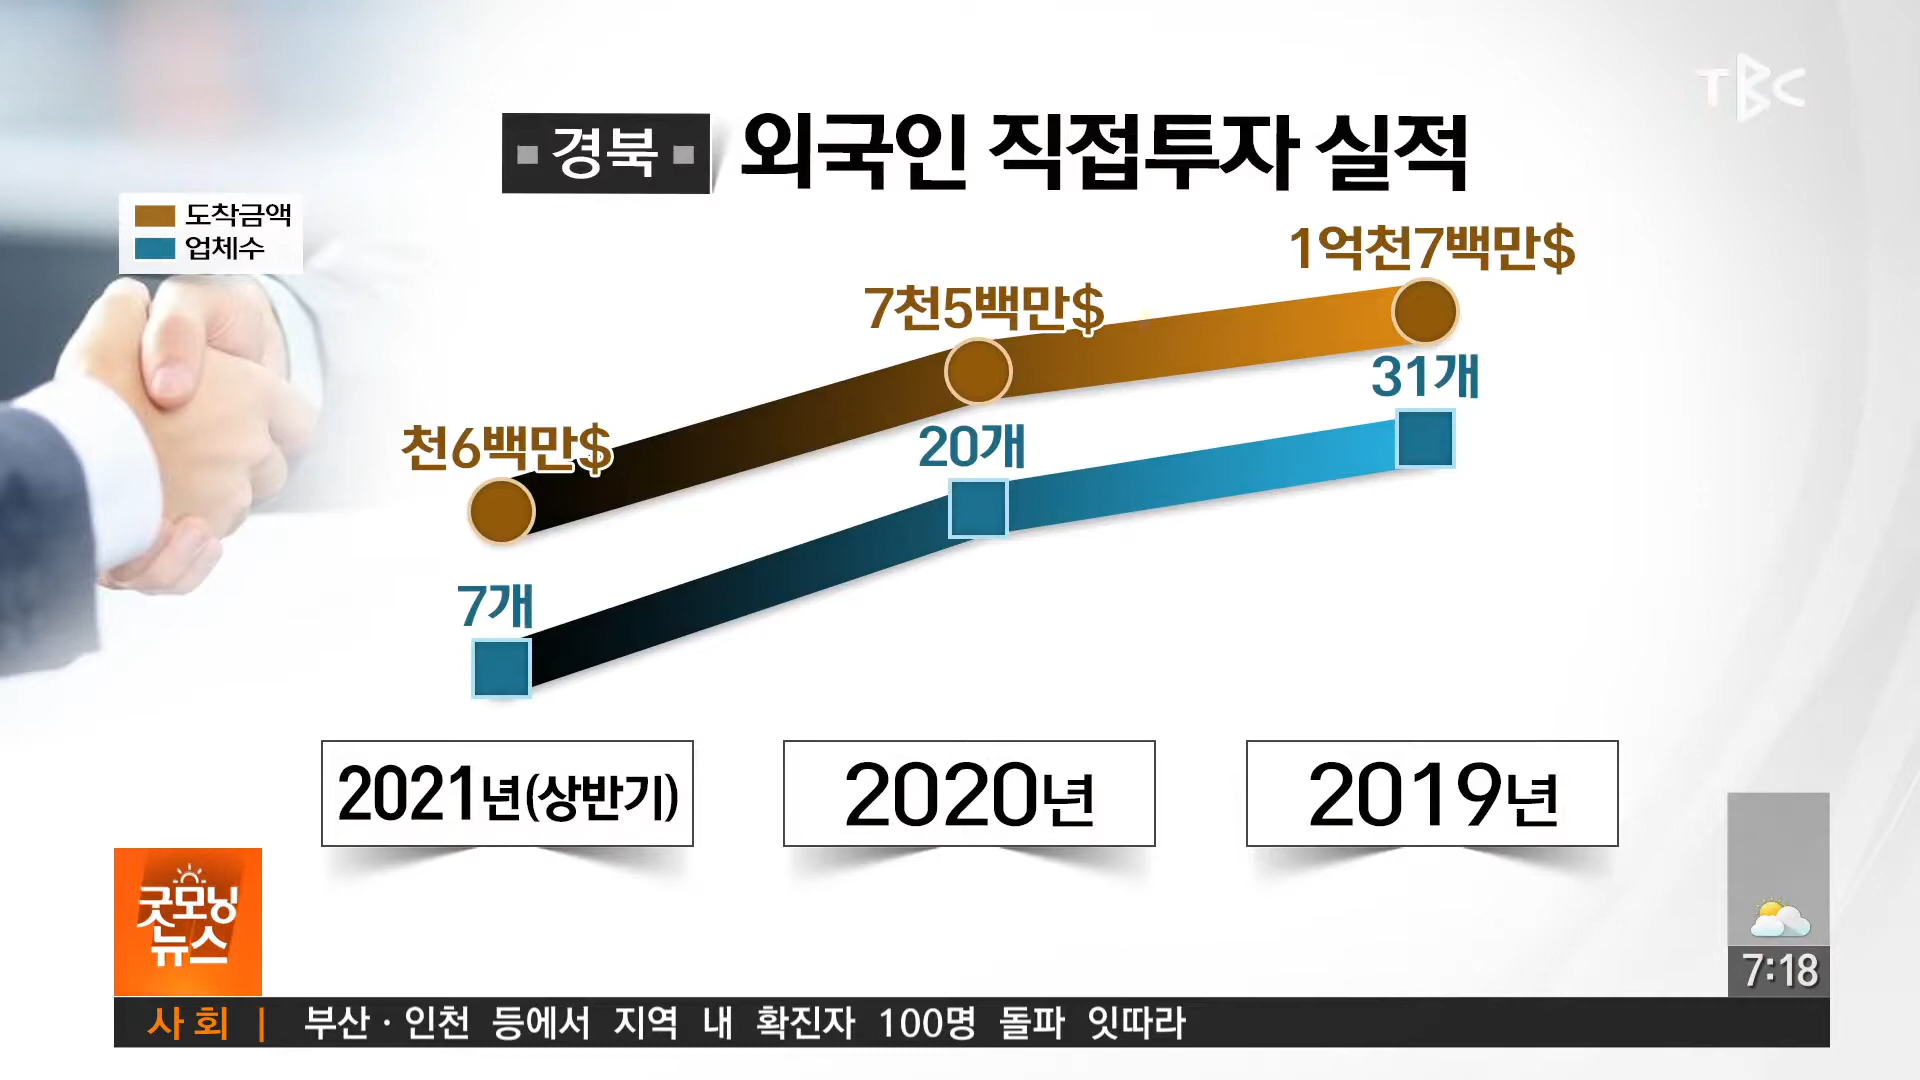 TBC
경북 외국인 직접투자 실적
도착금액
업체수
1억천7백만$
7천5백만$
천6백만$
31개
20개
7개
2021년(상반기) 2020년 2019년
굿모닝
뉴스
7:18
사회 | 부산·인천 등에서 지역 내 확진자 100명 돌파 잇따라